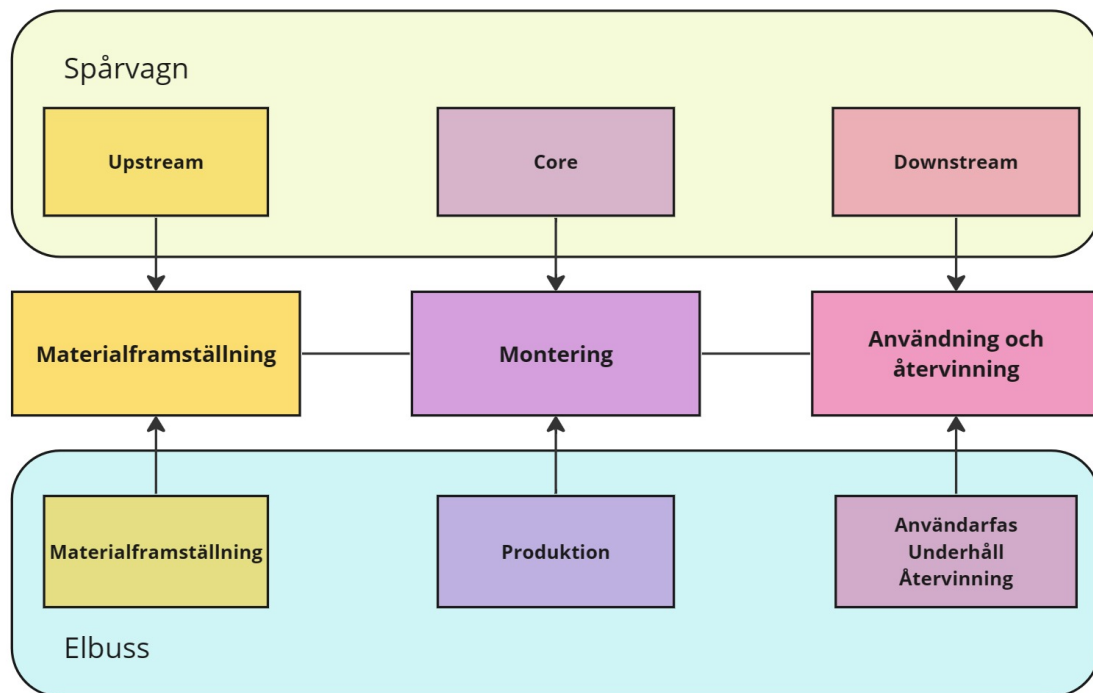 Spårvagn
Upstream
Core
Downstream
Materialframställning
Montering
Användning och
återvinning
Materialframställning
Produktion
Användarfas
Underhåll
Återvinning
Elbuss